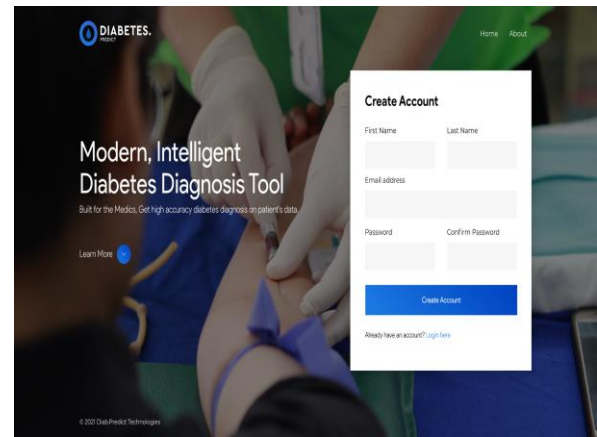 DIABETES.
PREDICT
Home About
Create Account
First Name Last Name
Modern, Intelligent
Diabetes Diagnosis Tool
Built for the Medics, Get high accuracy diabetes diagnosis on patient's data.
Email address
Password Confirm Password
Learn More
Create Account
Already have an account? Login here
© 2021 Diab Predict Technologies